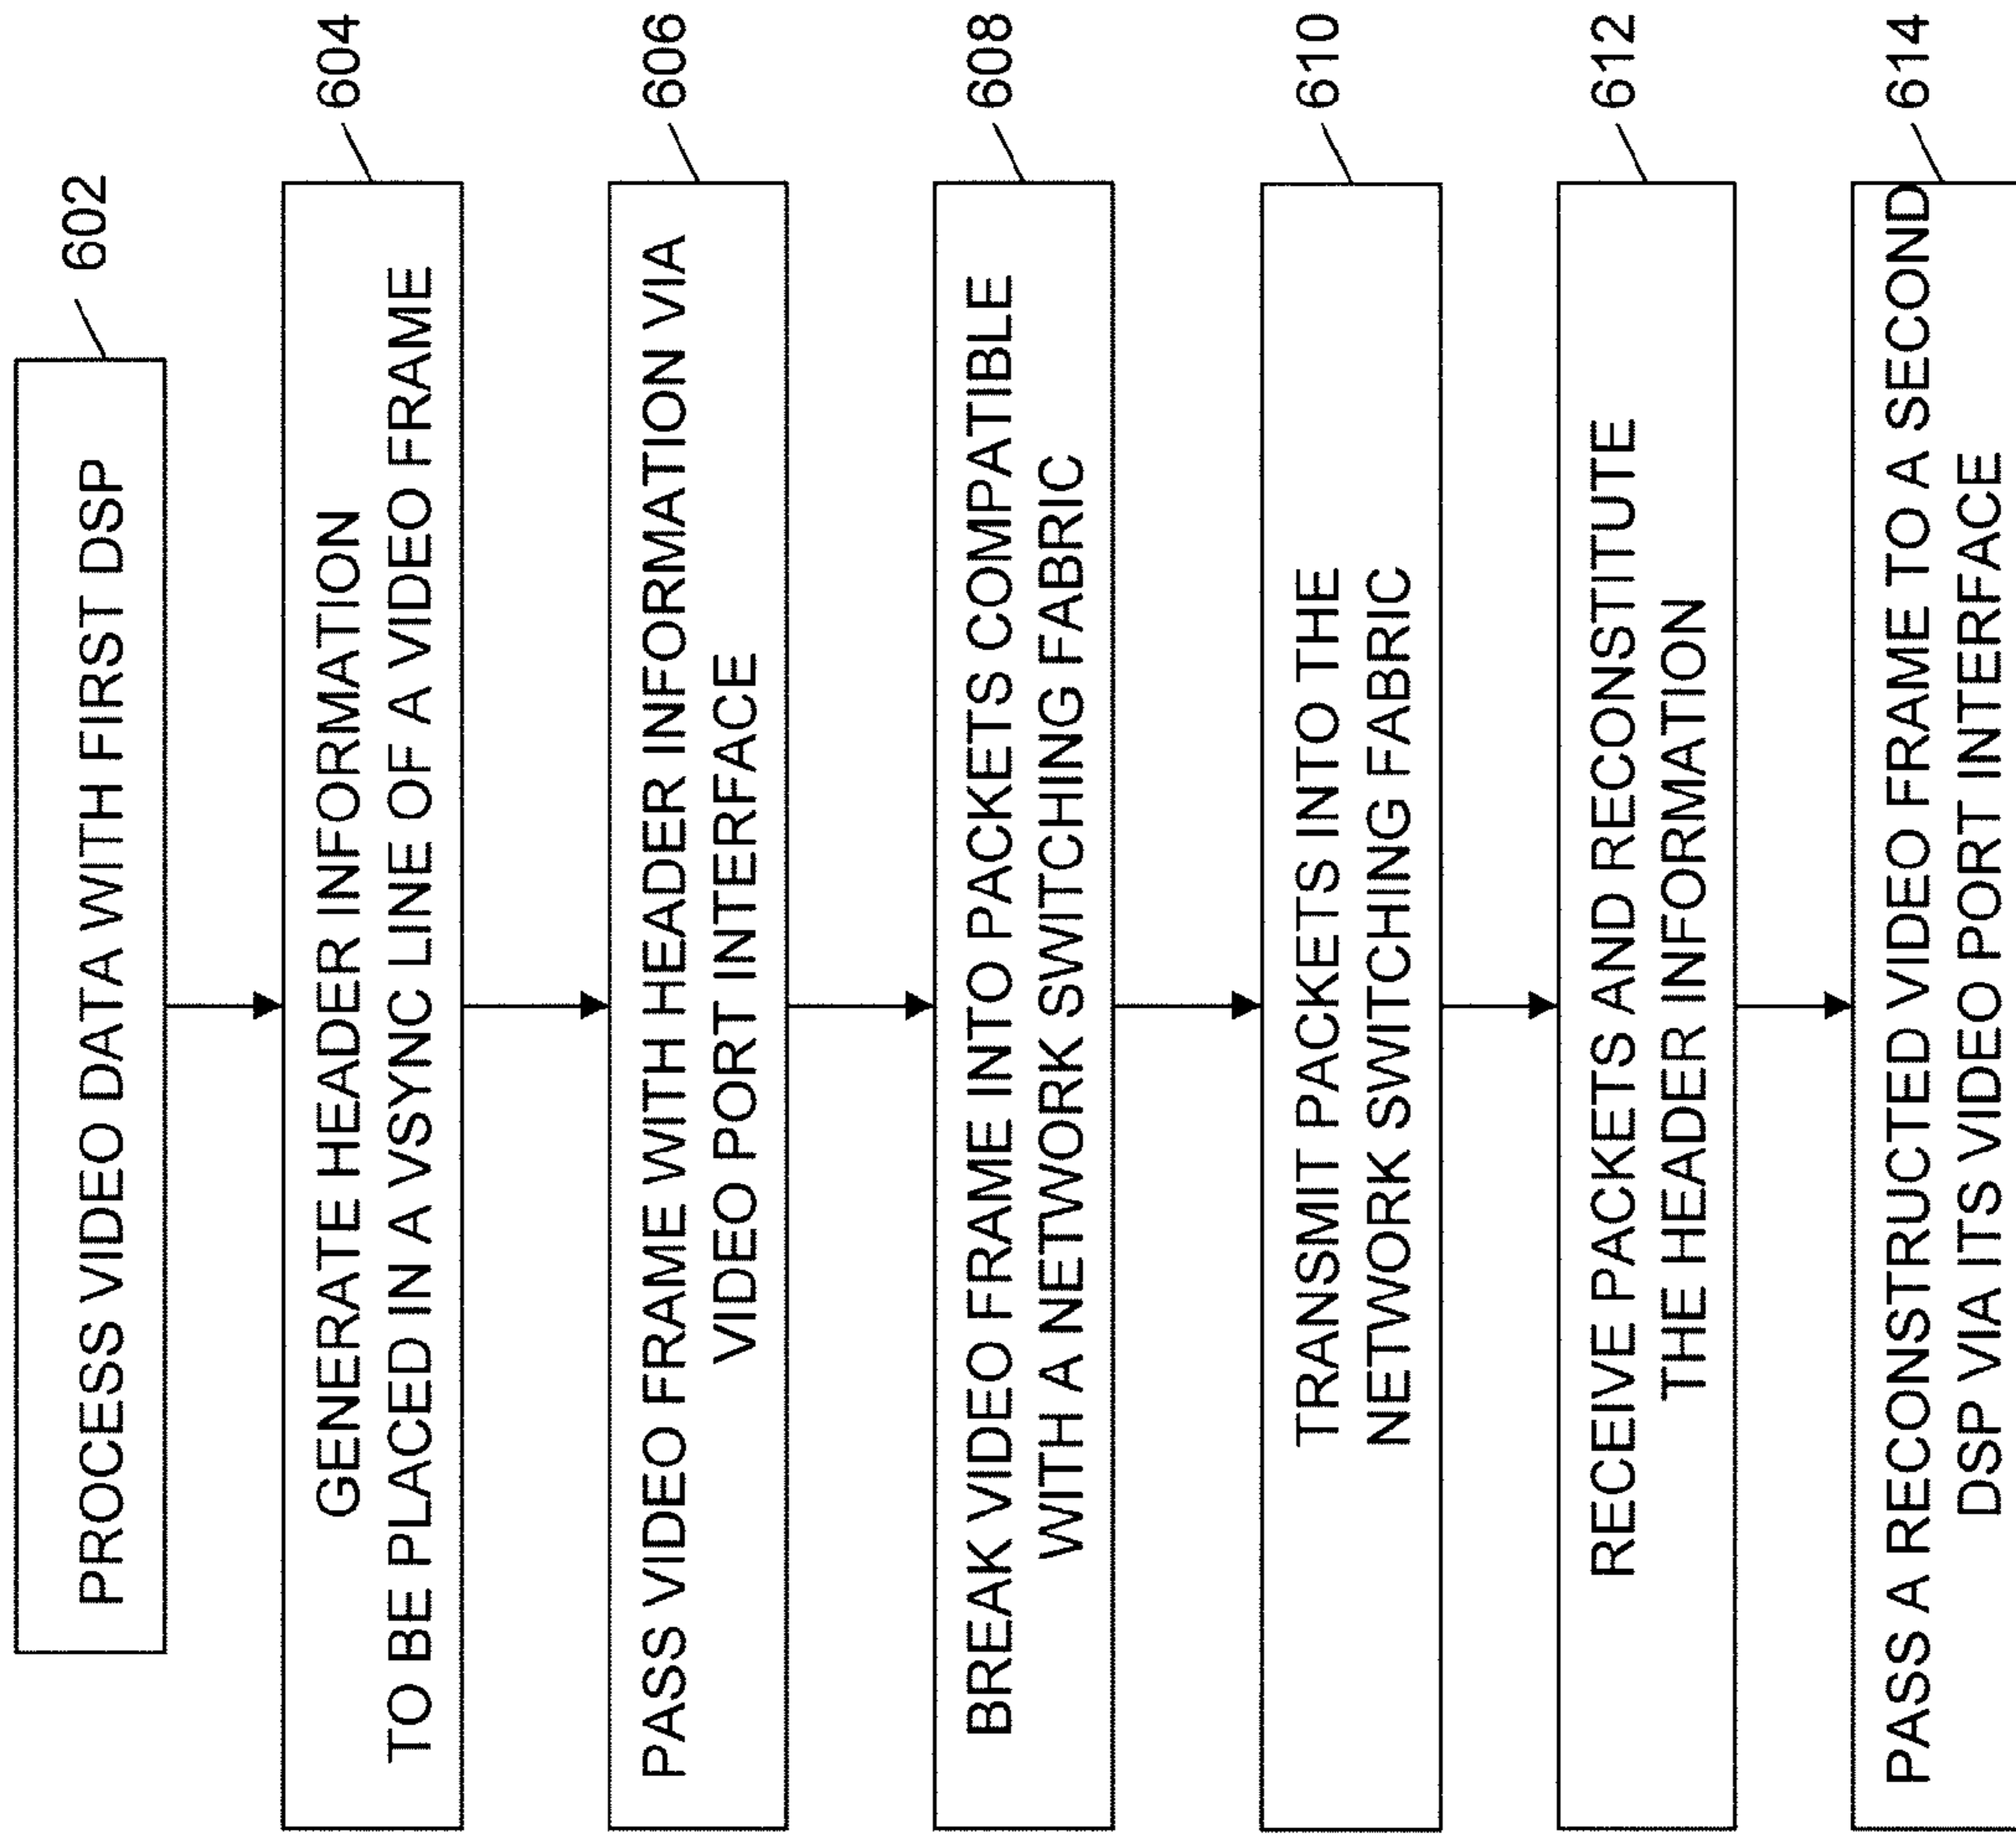 PROCESS VIDEO DATA WITH FIRST DSP
602
GENERATE HEADER INFORMATION
TO BE PLACED IN A VSYNC LINE OF A VIDEO FRAME
604
PASS VIDEO FRAME WITH HEADER INFORMATION VIA
VIDEO PORT INTERFACE
606
BREAK VIDEO FRAME INTO PACKETS COMPATIBLE
WITH A NETWORK SWITCHING FABRIC
608
TRANSMIT PACKETS INTO THE
NETWORK SWITCHING FABRIC
610
RECEIVE PACKETS AND RECONSTITUTE
THE HEADER INFORMATION
612
PASS A RECONSTRUCTED VIDEO FRAME TO A SECOND
DSP VIA ITS VIDEO PORT INTERFACE
614